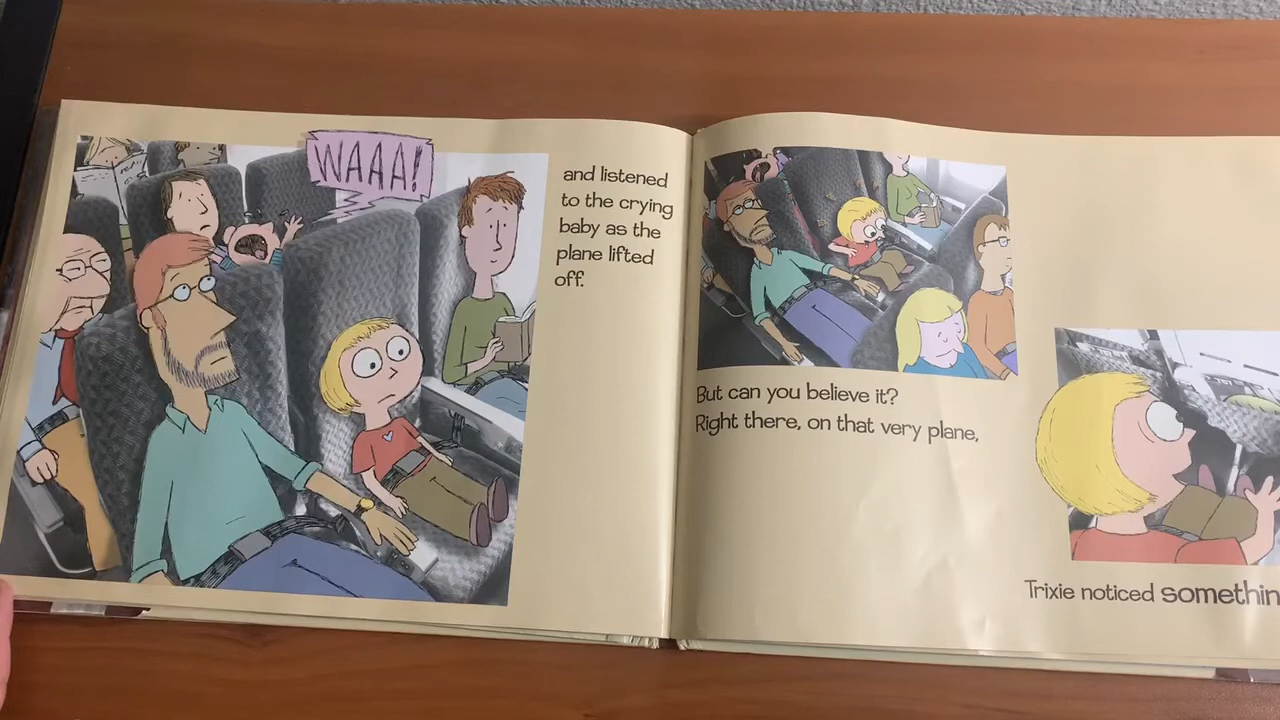 WAAA!
and listened
to the crying
baby as the
plane lifted
off.
But can you believe it?
Right there, on that very plane,
Trixie noticed somethin